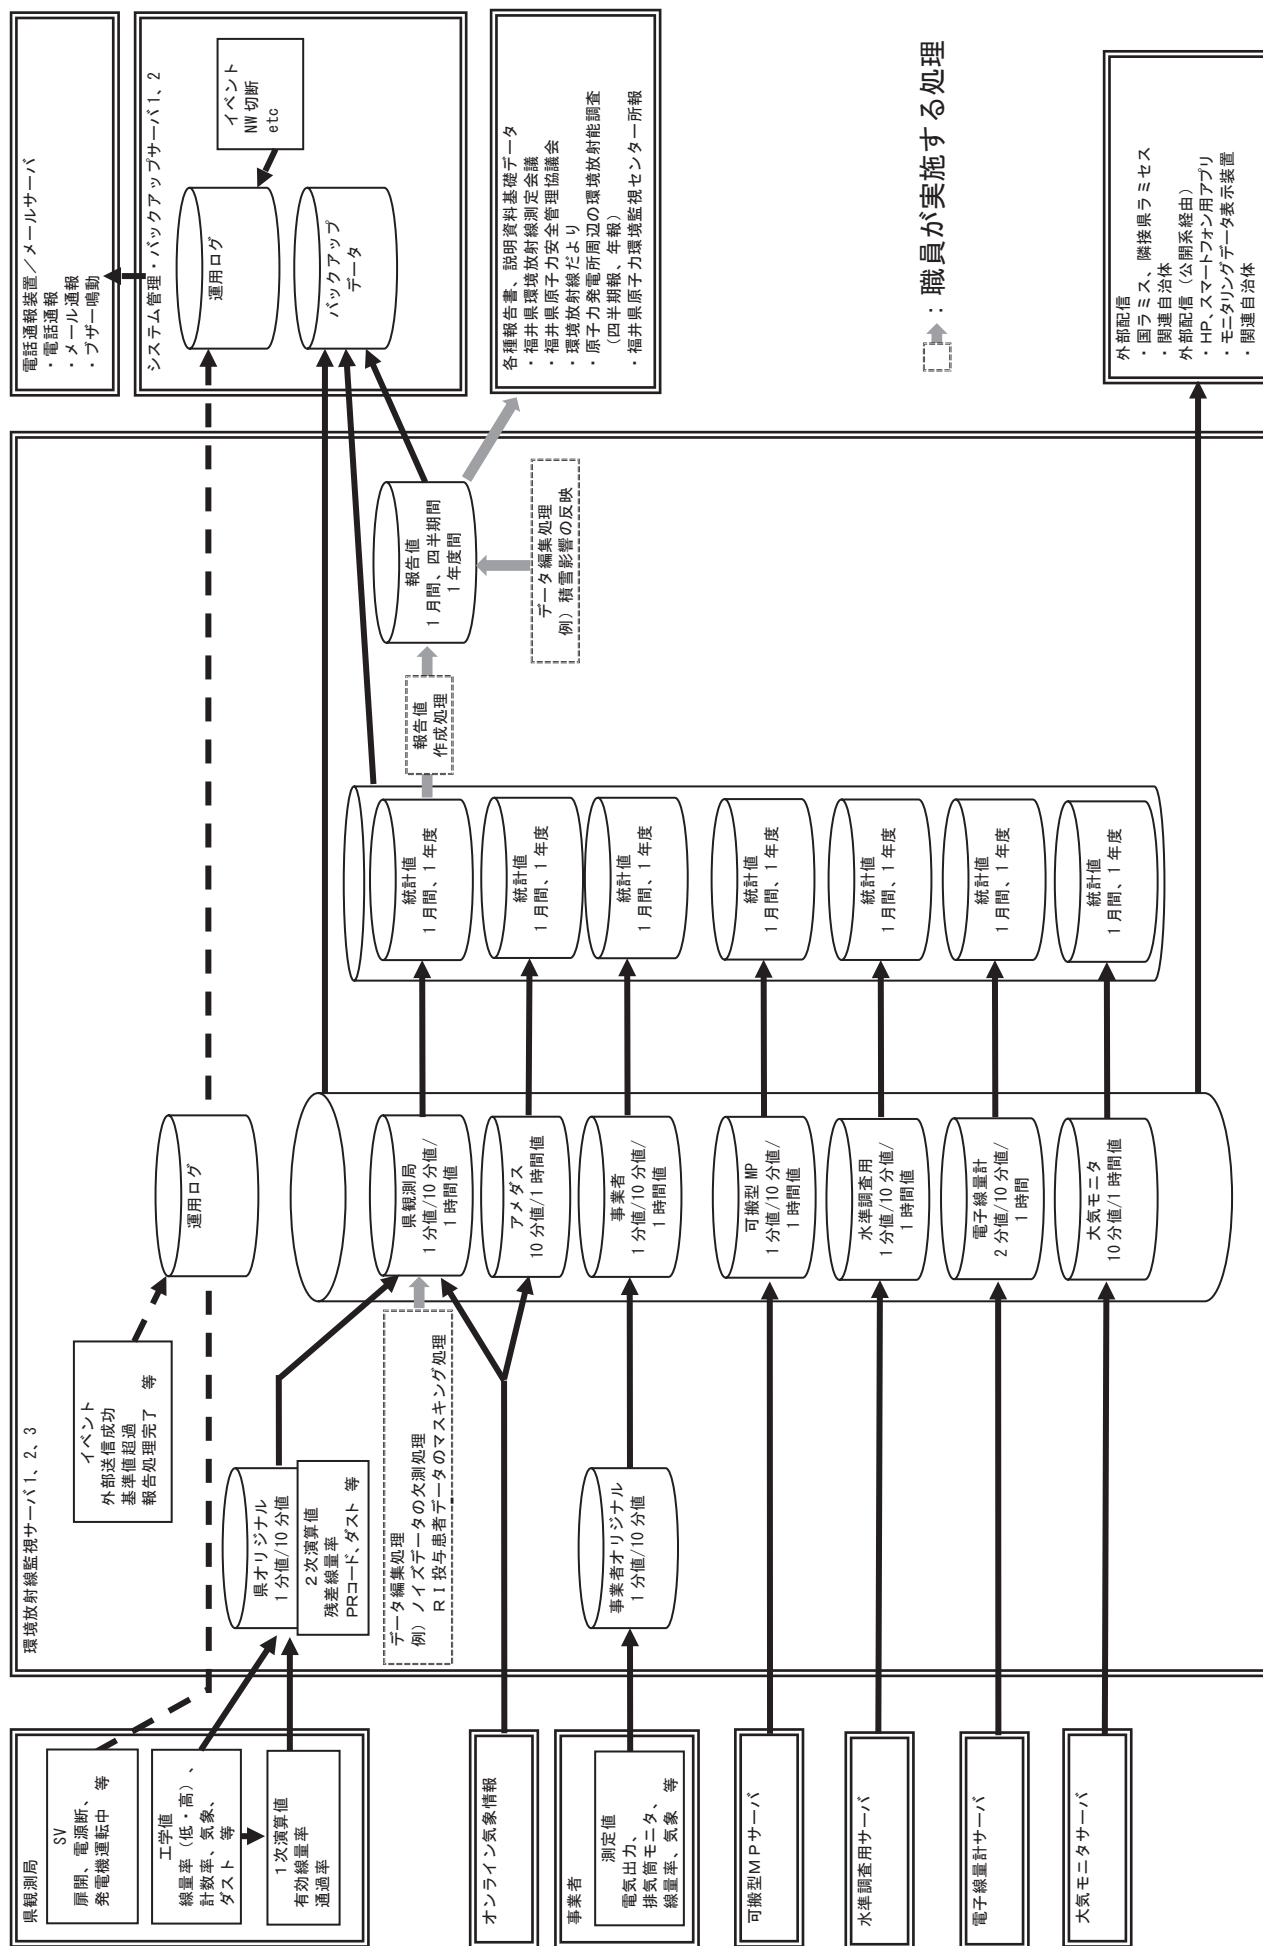 県観測局
SV
扉開、電源断、
発電機運転中　等
工学値
線量率（低・高）、
計数率、気象、
ダスト　等
１次演算値
有効線量率
通過率
オンライン気象情報
事業者
測定値
電気出力、
排気筒モニタ、
線量率、気象　等
可搬型ＭＰサーバ
水準調査用サーバ
電子線量計サーバ
大気モニタサーバ
環境放射線監視サーバ1、2、3
イベント
外部送信成功
基準値超過
報告処理完了　等
運用ログ
県オリジナル
1 分値/10 分値
２次演算値
残差線量率
PRコード、ダスト　等
データ編集処理
例）ノイズデータの欠測処理
ＲＩ投与患者データのマスキング処理
事業者オリジナル
1 分値/10 分値
県観測局
1 分値/10 分値/
1 時間値
アメダス
10 分値/1 時間値
事業者
1 分値/10 分値/
1 時間値
可搬型 MP
1 分値/10 分値/
1 時間値
水準調査用
1 分値/10 分値/
1 時間値
電子線量計
2 分値/10 分値/
1 時間
大気モニタ
10 分値/1 時間値
統計値
1 月間、1 年度
統計値
1 月間、1 年度
統計値
1 月間、1 年度
統計値
1 月間、1 年度
統計値
1 月間、1 年度
統計値
1 月間、1 年度
統計値
1 月間、1 年度
報告値
作成処理
報告値
1 月間、四半期間
1 年度間
データ編集処理
例）積雪影響の反映
電話通報装置／メールサーバ
・電話通報
・メール通報
・ブザー鳴動
システム管理・バックアップサーバ1、2
運用ログ
イベント
NW 切断
etc
バックアップ
データ
各種報告書、説明資料基礎データ
・福井県環境放射線測定会議
・福井県原子力安全管理協議会
・環境放射線だより
・原子力発電所周辺の環境放射能調査
（四半期報、年報）
・福井県原子力環境監視センター所報
：職員が実施する処理
外部配信
・国ラミス、隣接県ラミセス
・関連自治体
外部配信（公開系経由）
・HP、スマートフォン用アプリ
・モニタリングデータ表示装置
・関連自治体